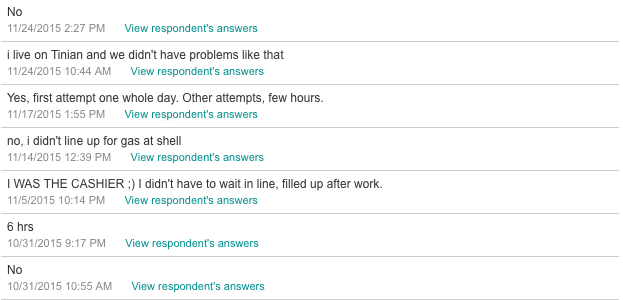 No
11/24/2015 2:27 PM View respondent's answers
i live on Tinian and we didn't have problems like that
11/24/2015 10:44 AM View respondent's answers
Yes, first attempt one whole day. Other attempts, few hours.
11/17/2015 1:55 PM View respondent's answers
no, i didn't line up for gas at shell
11/14/2015 12:39 PM View respondent's answers
I WAS THE CASHIER ;) I didn't have to wait in line, filled up after work.
11/5/2015 10:14 PM View respondent's answers
6 hrs
10/31/2015 9:17 PM View respondent's answers
No
10/31/2015 10:55 AM View respondent's answers